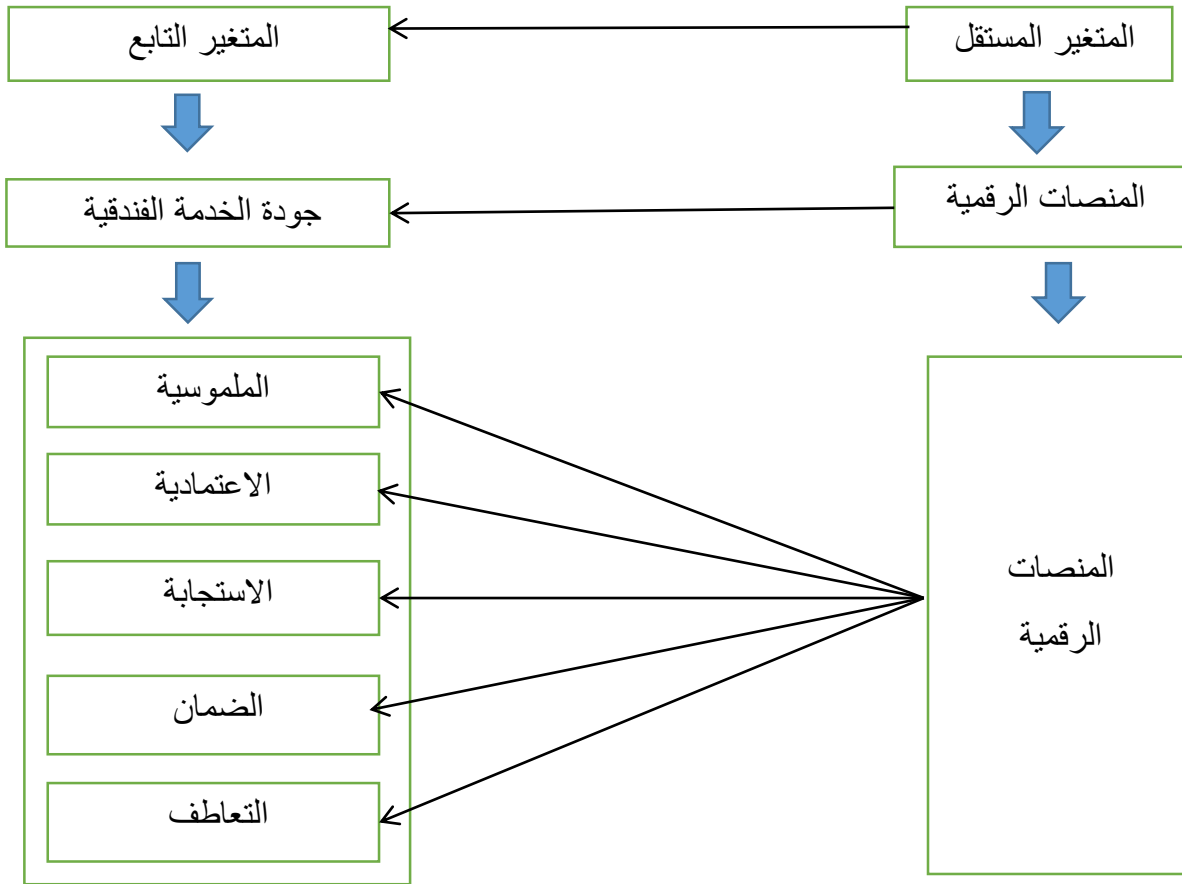 المتغير المستقل
المتغير التابع
المنصات الرقمية
جودة الخدمة الفندقية
المنصات
الرقمية
الملموسية
الاعتمادية
الاستجابة
الضمان
التعاطف